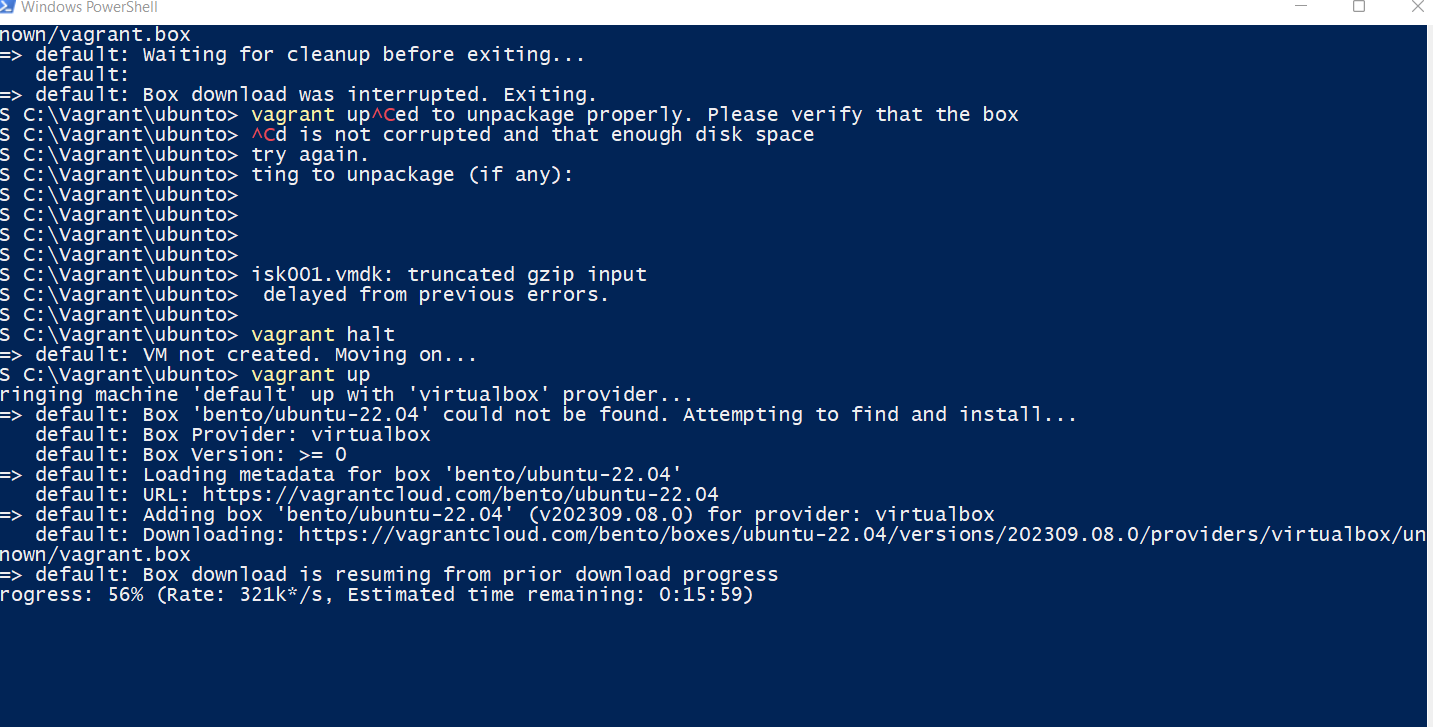 Windows PowerShell
nown/vagrant.box
=> default: Waiting for cleanup before exiting...
default:
=> default: Box download was interrupted. Exiting.
S C:\Vagrant\ubunto> vagrant up^Ced to unpackage properly. Please verify that the box
S C:\Vagrant\ubunto> ^Cd is not corrupted and that enough disk space
S C:\Vagrant\ubunto> try again.
S C:\Vagrant\ubunto> ting to unpackage (if any):
S C:\Vagrant\ubunto>
S C:\Vagrant\ubunto>
S C:\Vagrant\ubunto>
S C:\Vagrant\ubunto>
S C:\Vagrant\ubunto> isk001.vmdk: truncated gzip input
S C:\Vagrant\ubunto>  delayed from previous errors.
S C:\Vagrant\ubunto>
S C:\Vagrant\ubunto> vagrant halt
=> default: VM not created. Moving on...
S C:\Vagrant\ubunto> vagrant up
ringing machine 'default' up with 'virtualbox' provider...
=> default: Box 'bento/ubuntu-22.04' could not be found. Attempting to find and install...
default: Box Provider: virtualbox
default: Box Version: >= 0
=> default: Loading metadata for box 'bento/ubuntu-22.04'
default: URL: https://vagrantcloud.com/bento/ubuntu-22.04
=> default: Adding box 'bento/ubuntu-22.04' (v202309.08.0) for provider: virtualbox
default: Downloading: https://vagrantcloud.com/bento/boxes/ubuntu-22.04/versions/202309.08.0/providers/virtualbox/un
nown/vagrant.box
=> default: Box download is resuming from prior download progress
rogress: 56% (Rate: 321k*/s, Estimated time remaining: 0:15:59)